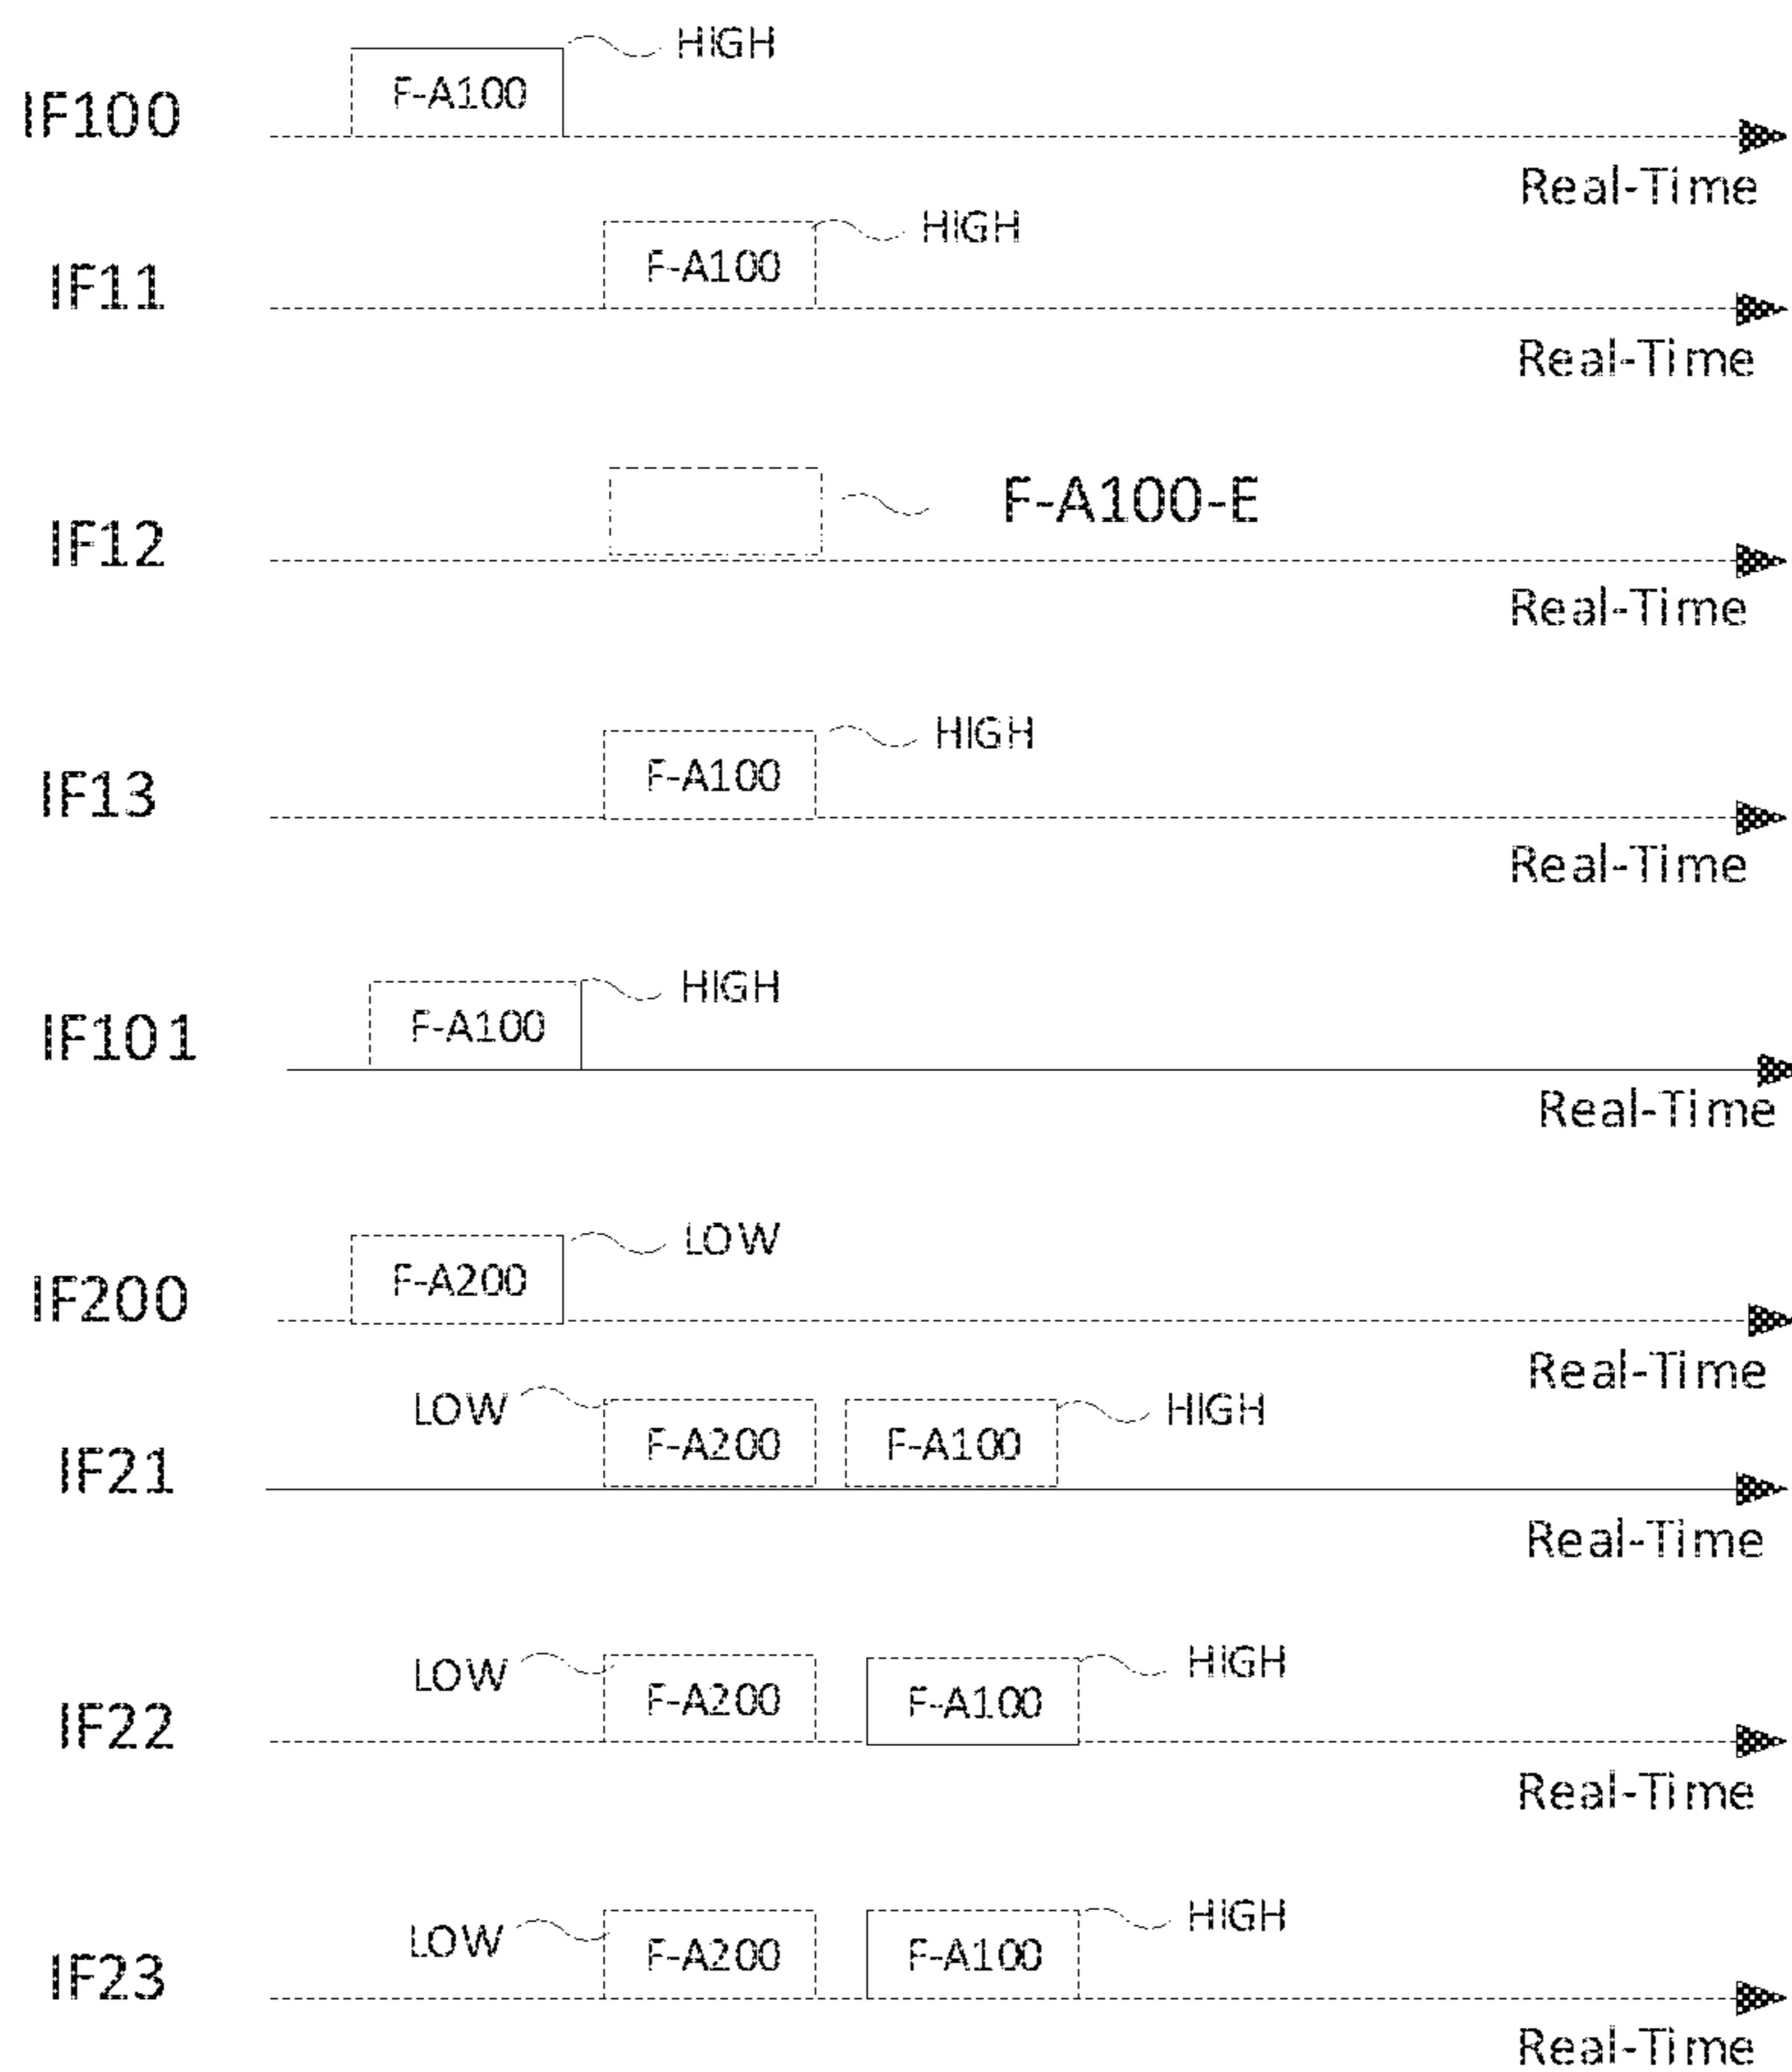 HIGH
F-A100
IF100
Real-Time
HIGH
F-A100
IF11
Real-Time
F-A100-E
IF12
Real-Time
HIGH
F-A100
IF13
Real-Time
HIGH
F-A100
IF101
Real-Time
LOW
F-A200
IF200
Real-Time
LOW HIGH
F-A200 F-A100
IF21
Real-Time
LOW HIGH
F-A200 F-A100
IF22
Real-Time
LOW HIGH
F-A200 F-A100
IF23
Real-Time